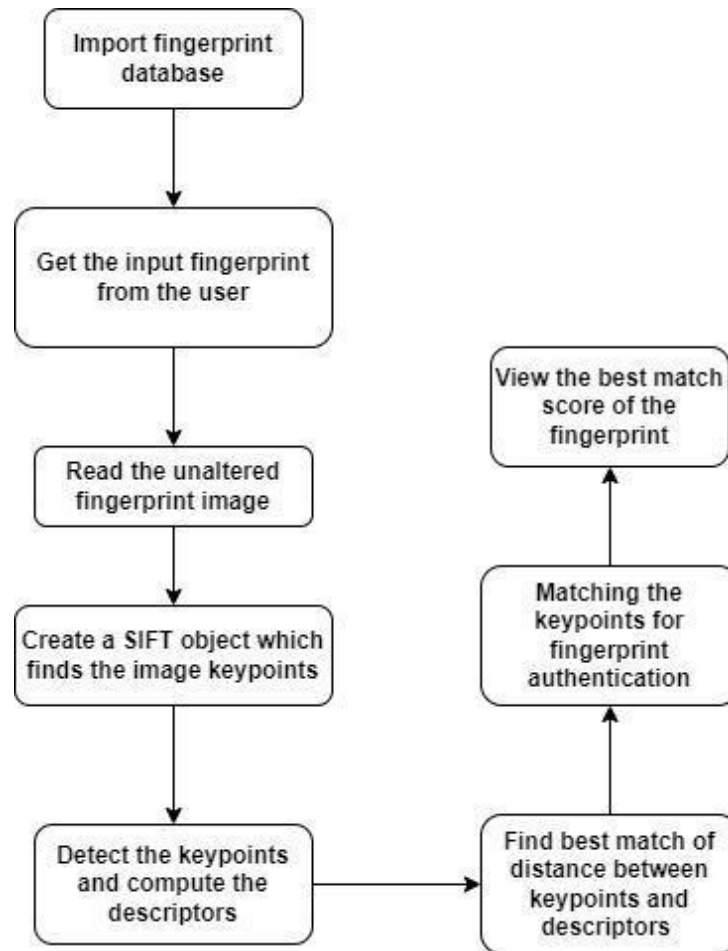 Import fingerprint
database
Get the input fingerprint
from the user
Read the unaltered
fingerprint image
Create a SIFT object which
finds the image keypoints
Detect the keypoints
and compute the
descriptors
Find best match of
distance between
keypoints and
descriptors
Matching the
keypoints for
fingerprint
authentication
View the best match
score of the
fingerprint